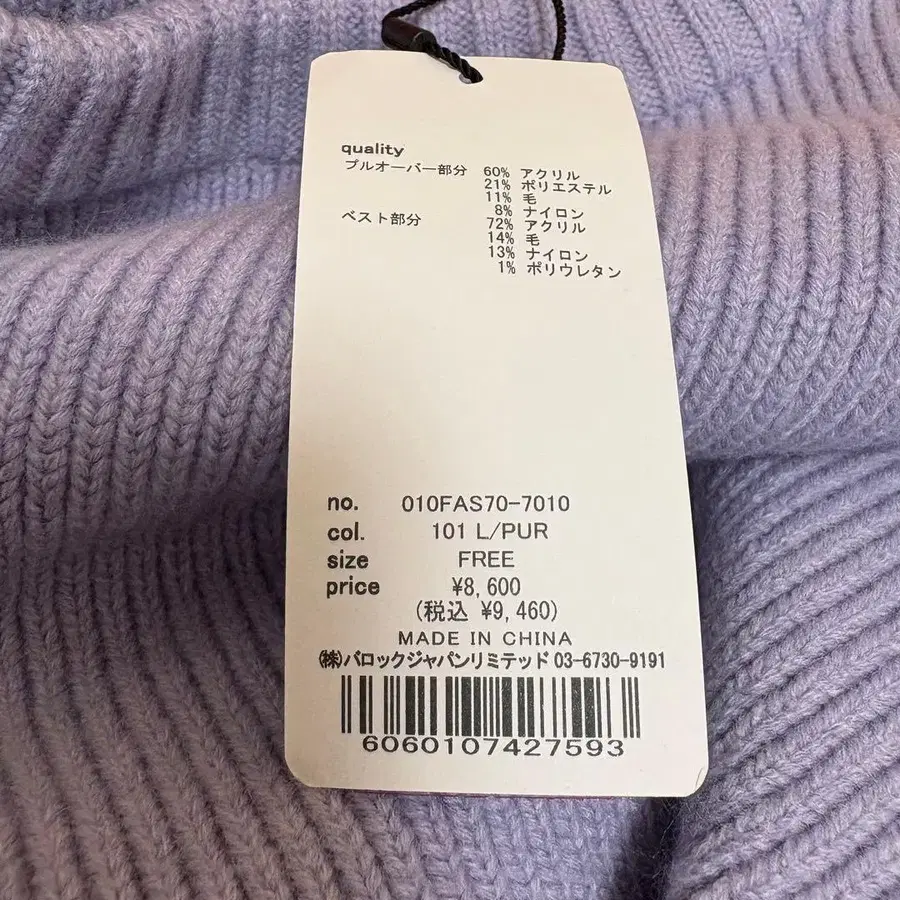 quality
プルオーバー部分 60% アクリル
21% ポリエステル
11% 毛
8% ナイロン
ベスト部分 72% アクリル
14% 毛
13% ナイロン
1% ポリウレタン
no. 010FAS70-7010
col. 101 L/PUR
size FREE
price ¥8,600
(税込 ¥9,460)
MADE IN CHINA
㈱バロックジャパンリミテッド 03-6730-9191
6060107427593